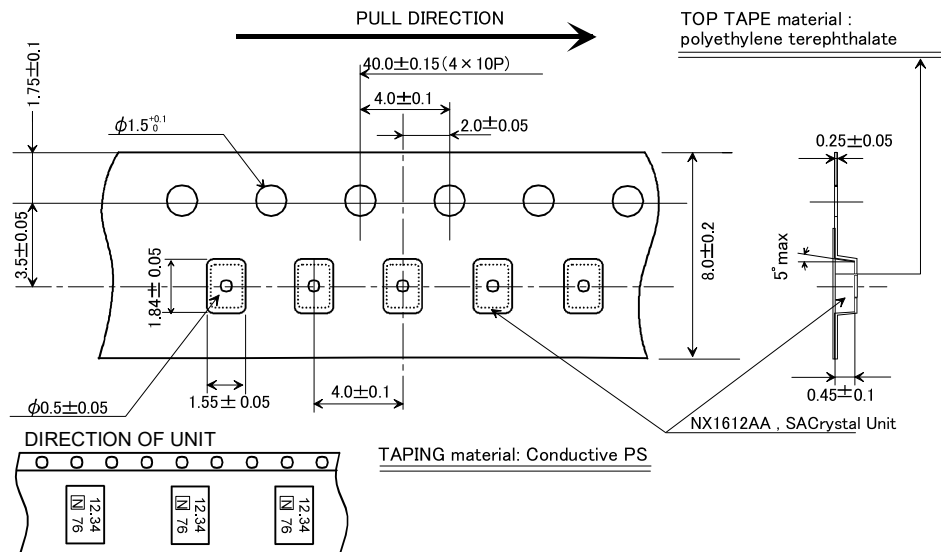 PULL DIRECTION
TOP TAPE material :
polyethylene terephthalate
1.75±0.1
40.0±0.15(4×10P)
4.0±0.1
2.0±0.05
φ1.5 +0.1 0
0.25±0.05
3.5±0.05
8.0±0.2
5°max
1.84±0.05
φ0.5±0.05
1.55±0.05
4.0±0.1
0.45±0.1
NX1612AA , SACrystal Unit
DIRECTION OF UNIT
TAPING material: Conductive PS
12.34
N 76
12.34
N 76
12.34
N 76